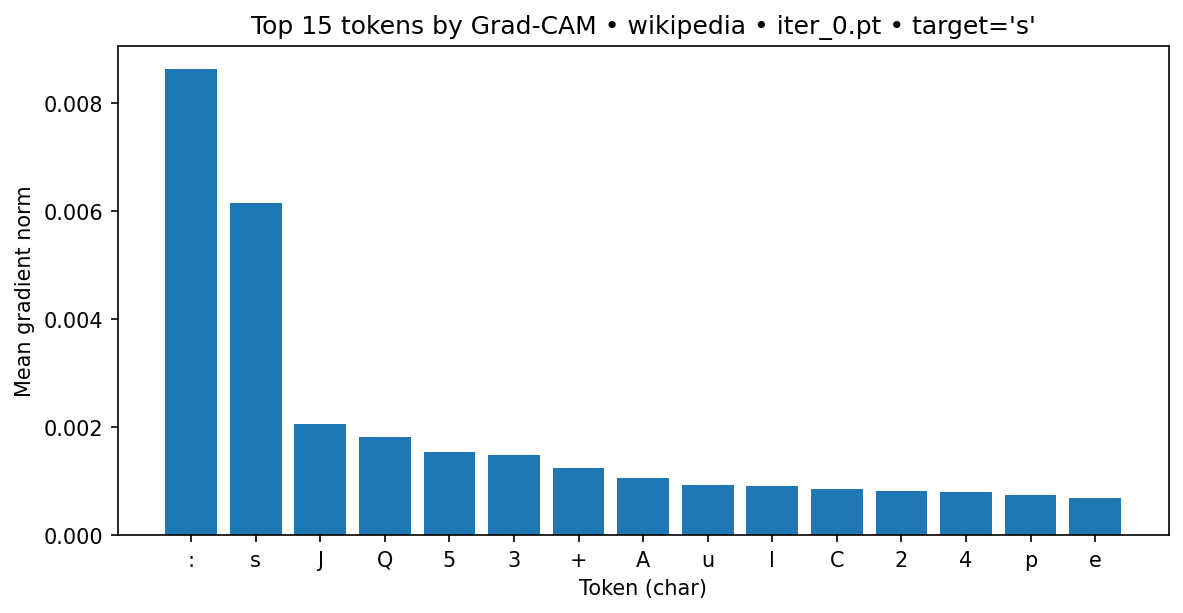 Top 15 tokens by Grad-CAM • wikipedia • iter_0.pt • target='s'
Mean gradient norm
0.008
0.006
0.004
0.002
0.000
: s J Q 5 3 + A u l C 2 4 p e
Token (char)